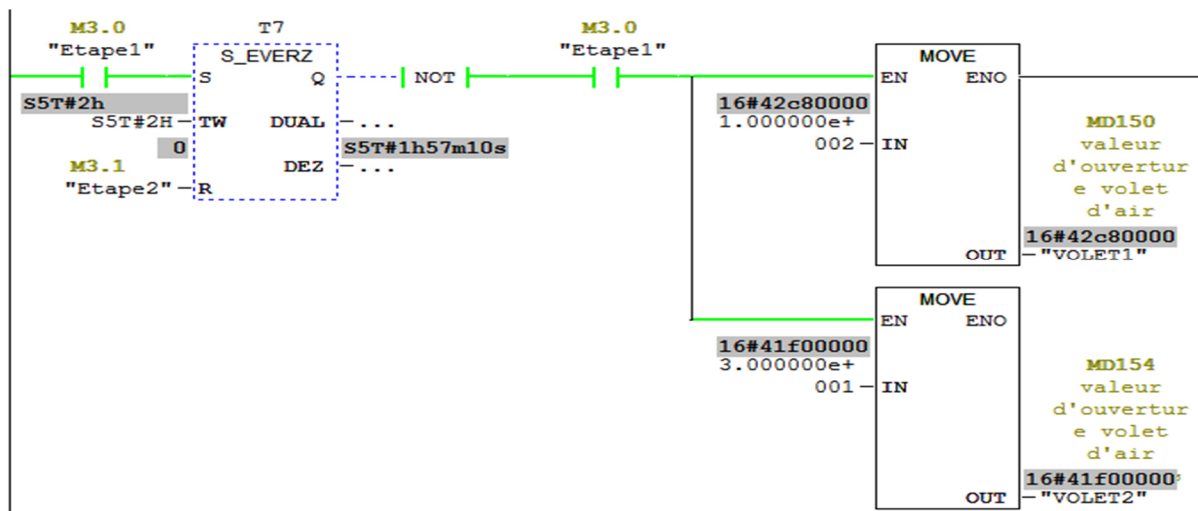 M3.0
"Etape1"
T7
S_EVERZ
S
Q
NOT
S5T#2h
S5T#2H
TW
DUAL
...
0
S5T#1h57m10s
DEZ
...
M3.1
"Etape2"
R
M3.0
"Etape1"
MOVE
EN
ENO
16#42c80000
1.000000e+
002
IN
MD150
valeur
d'ouvertur
e volet
d'air
16#42c80000
OUT
"VOLET1"
MOVE
EN
ENO
16#41f00000
3.000000e+
001
IN
MD154
valeur
d'ouvertur
e volet
d'air
16#41f00000
OUT
"VOLET2"